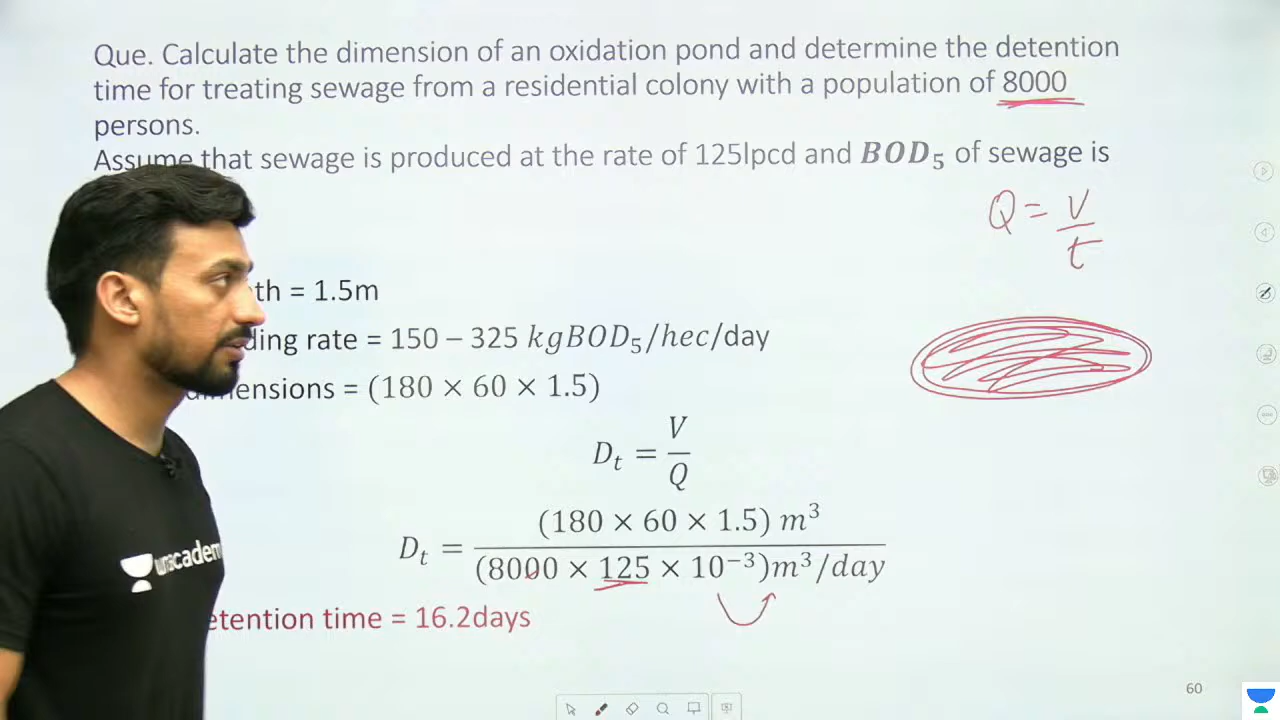 Que. Calculate the dimension of an oxidation pond and determine the detention
time for treating sewage from a residential colony with a population of 8000
persons.
Assume that sewage is produced at the rate of 125lpcd and BOD₅ of sewage is
Q = V/t
th = 1.5m
ding rate = 150 – 325 kgBOD₅/hec/day
ensions = (180 × 60 × 1.5)
Dₜ = V/Q
Dₜ = (180 × 60 × 1.5) m³ / (8000 × 125 × 10⁻³)m³/day
etention time = 16.2days
unacadem
60